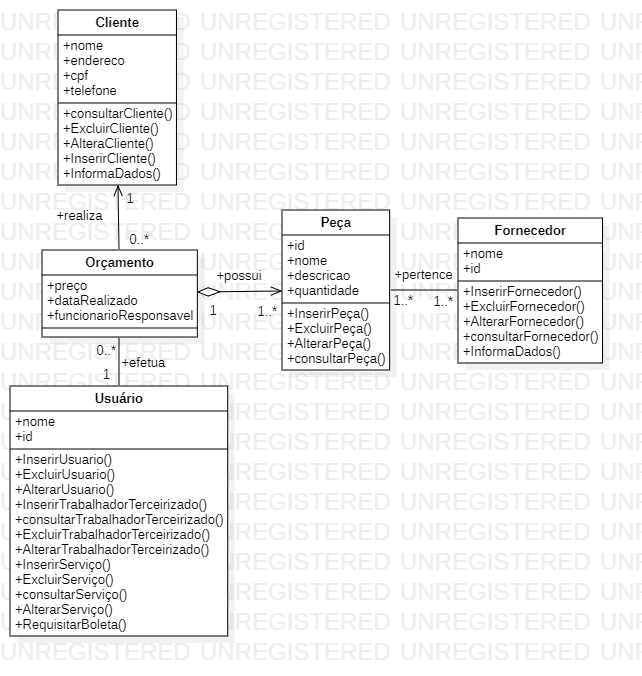 Cliente
+nome
+endereco
+cpf
+telefone
+consultarCliente()
+ExcluirCliente()
+AlteraCliente()
+InserirCliente()
+InformaDados()
1
+realiza
0..*
Orçamento
+preço
+dataRealizado
+funcionarioResponsavel
+possui
1
1..*
Peça
+id
+nome
+descricao
+quantidade
+InserirPeça()
+ExcluirPeça()
+AlterarPeça()
+consultarPeça()
+pertence
1..*
1..*
Fornecedor
+nome
+id
+InserirFornecedor()
+ExcluirFornecedor()
+AlterarFornecedor()
+consultarFornecedor()
+InformaDados()
0..*
+efetua
1
Usuário
+nome
+id
+InserirUsuario()
+ExcluirUsuario()
+AlterarUsuario()
+InserirTrabalhadorTerceirizado()
+consultarTrabalhadorTerceirizado()
+ExcluirTrabalhadorTerceirizado()
+AlterarTrabalhadorTerceirizado()
+InserirServiço()
+ExcluirServiço()
+consultarServiço()
+AlterarServiço()
+RequisitarBoleta()
UNREGISTERED UNREGISTERED UNREGISTERED UN